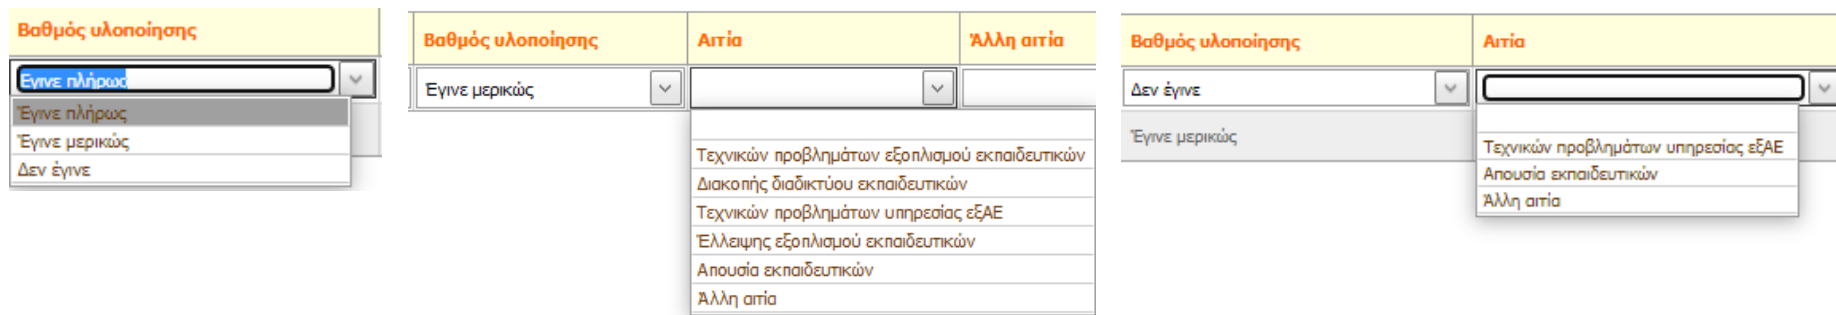 Βαθμός υλοποίησης
Έγινε πλήρως
Έγινε πλήρως
Έγινε μερικώς
Δεν έγινε
Βαθμός υλοποίησης Αιτία Άλλη αιτία
Έγινε μερικώς
Τεχνικών προβλημάτων εξοπλισμού εκπαιδευτικών
Διακοπής διαδικτύου εκπαιδευτικών
Τεχνικών προβλημάτων υπηρεσίας εξΑΕ
Έλλειψης εξοπλισμού εκπαιδευτικών
Απουσία εκπαιδευτικών
Άλλη αιτία
Βαθμός υλοποίησης Αιτία
Δεν έγινε
Έγινε μερικώς
Τεχνικών προβλημάτων υπηρεσίας εξΑΕ
Απουσία εκπαιδευτικών
Άλλη αιτία